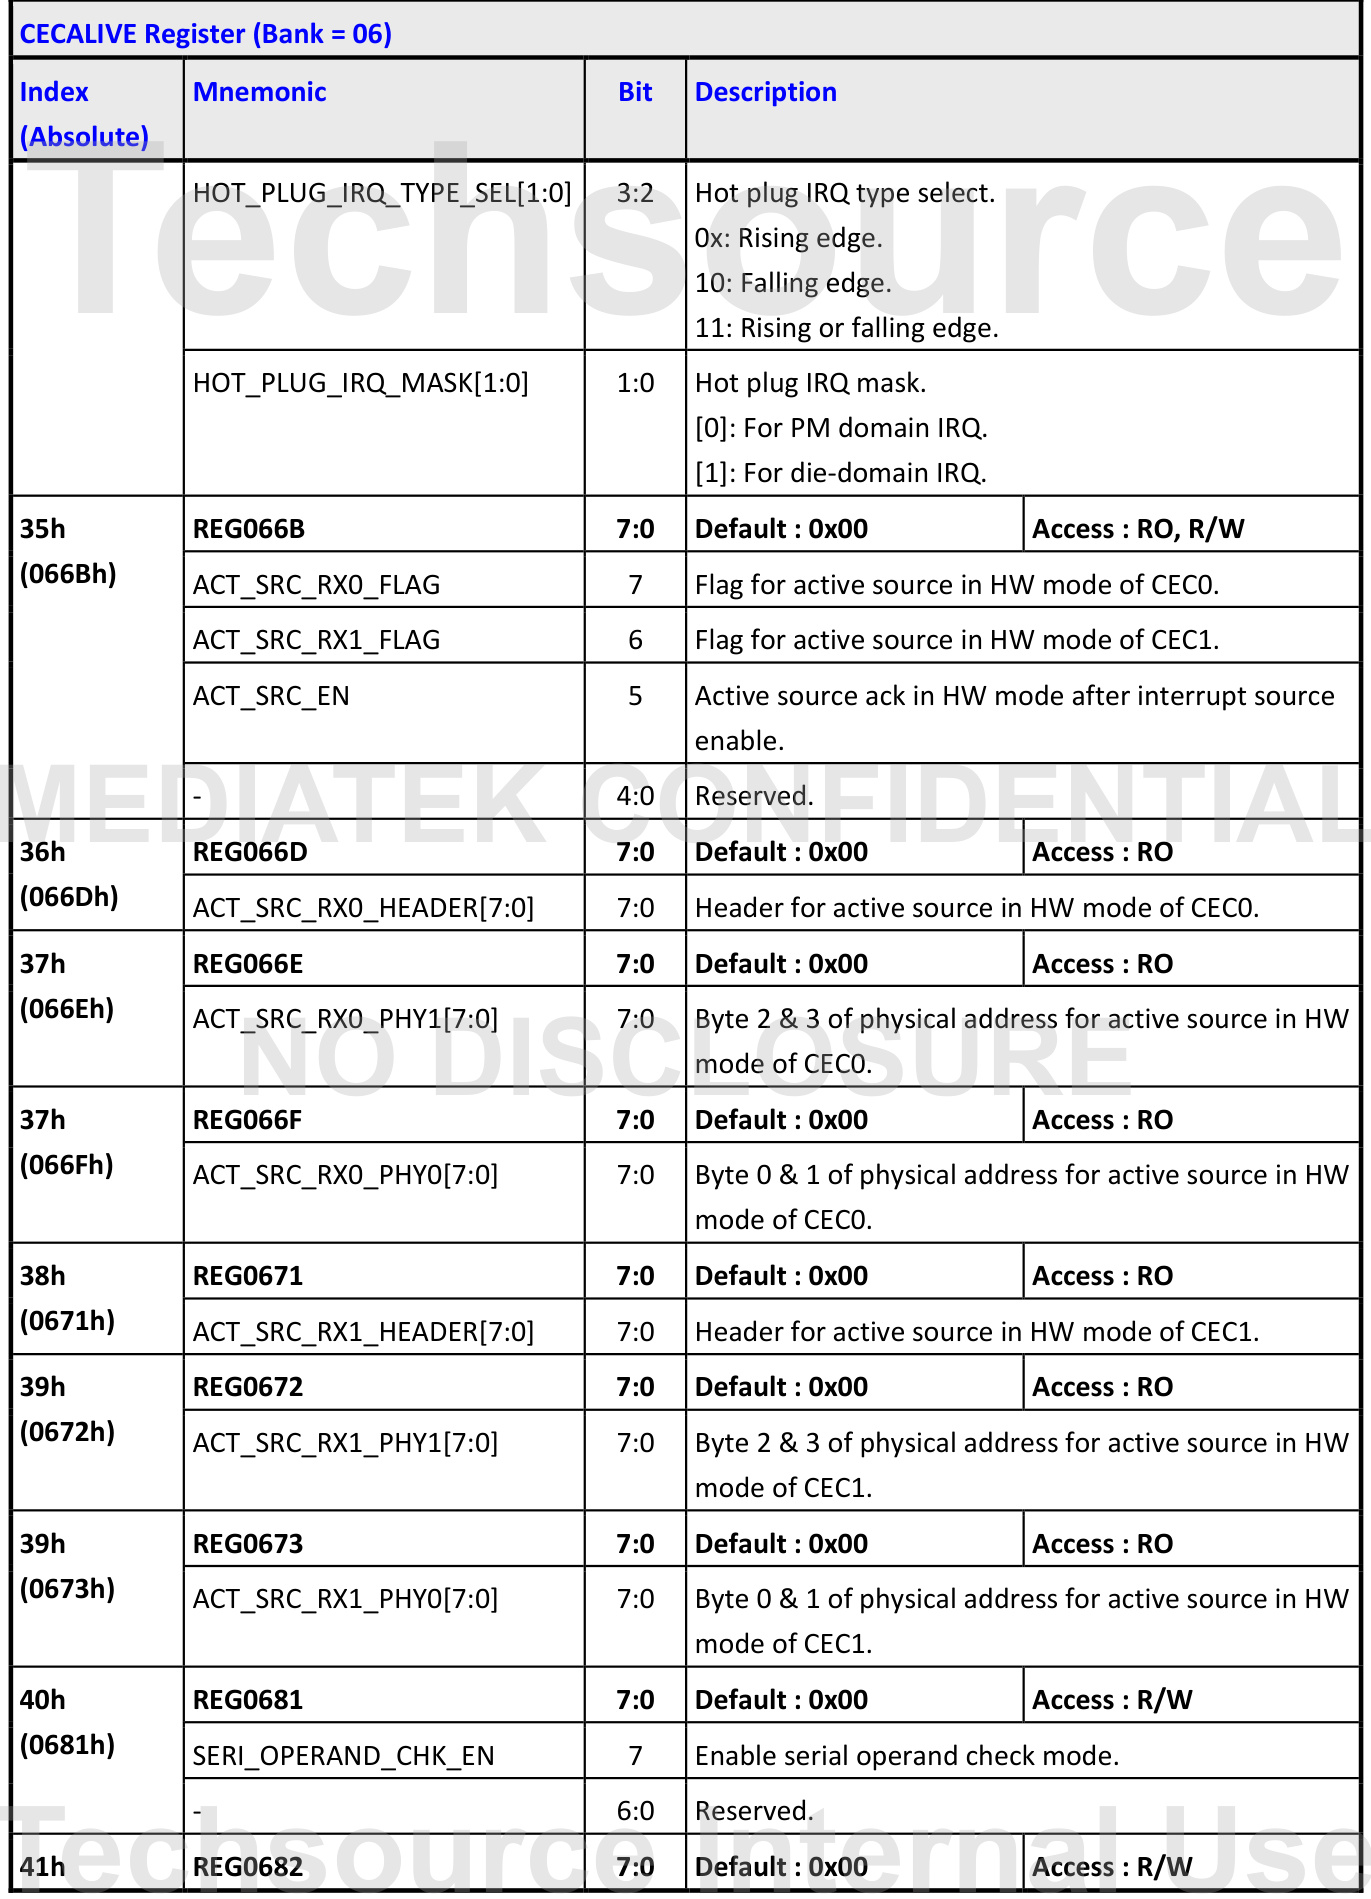 CECALIVE Register (Bank = 06)
Index Mnemonic Bit Description
(Absolute)
HOT_PLUG_IRQ_TYPE_SEL[1:0] 3:2 Hot plug IRQ type select.
0x: Rising edge.
10: Falling edge.
11: Rising or falling edge.
HOT_PLUG_IRQ_MASK[1:0] 1:0 Hot plug IRQ mask.
[0]: For PM domain IRQ.
[1]: For die-domain IRQ.
35h REG066B 7:0 Default : 0x00 Access : RO, R/W
(066Bh)
ACT_SRC_RX0_FLAG 7 Flag for active source in HW mode of CEC0.
ACT_SRC_RX1_FLAG 6 Flag for active source in HW mode of CEC1.
ACT_SRC_EN 5 Active source ack in HW mode after interrupt source
enable.
- 4:0 Reserved.
36h REG066D 7:0 Default : 0x00 Access : RO
(066Dh)
ACT_SRC_RX0_HEADER[7:0] 7:0 Header for active source in HW mode of CEC0.
37h REG066E 7:0 Default : 0x00 Access : RO
(066Eh)
ACT_SRC_RX0_PHY1[7:0] 7:0 Byte 2 & 3 of physical address for active source in HW
mode of CEC0.
37h REG066F 7:0 Default : 0x00 Access : RO
(066Fh)
ACT_SRC_RX0_PHY0[7:0] 7:0 Byte 0 & 1 of physical address for active source in HW
mode of CEC0.
38h REG0671 7:0 Default : 0x00 Access : RO
(0671h)
ACT_SRC_RX1_HEADER[7:0] 7:0 Header for active source in HW mode of CEC1.
39h REG0672 7:0 Default : 0x00 Access : RO
(0672h)
ACT_SRC_RX1_PHY1[7:0] 7:0 Byte 2 & 3 of physical address for active source in HW
mode of CEC1.
39h REG0673 7:0 Default : 0x00 Access : RO
(0673h)
ACT_SRC_RX1_PHY0[7:0] 7:0 Byte 0 & 1 of physical address for active source in HW
mode of CEC1.
40h REG0681 7:0 Default : 0x00 Access : R/W
(0681h)
SERI_OPERAND_CHK_EN 7 Enable serial operand check mode.
- 6:0 Reserved.
41h REG0682 7:0 Default : 0x00 Access : R/W
Techsource
MEDIATEK CONFIDENTIAL
NO DISCLOSURE
Techsource Internal Use